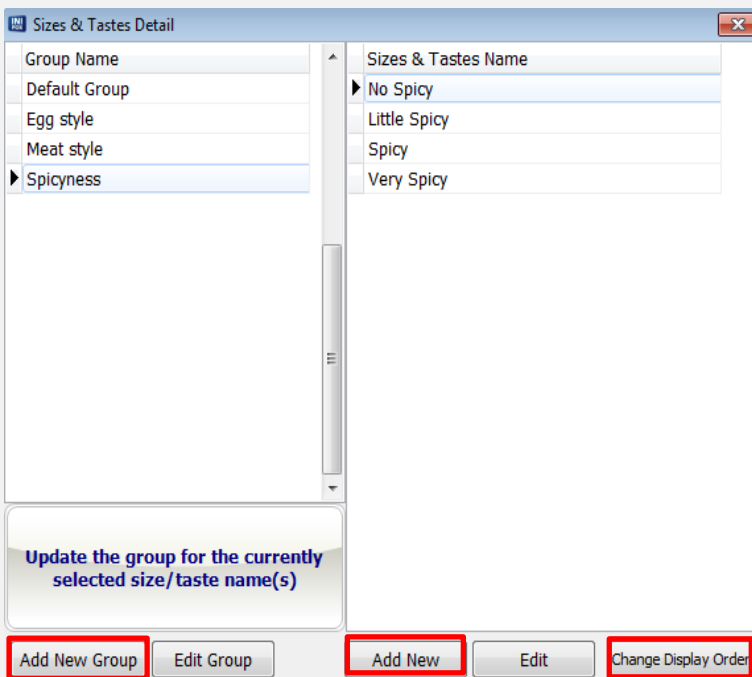 INI
POS
Sizes & Tastes Detail
Group Name
Default Group
Egg style
Meat style
Spicyness
Sizes & Tastes Name
No Spicy
Little Spicy
Spicy
Very Spicy
Update the group for the currently
selected size/taste name(s)
Add New Group
Edit Group
Add New
Edit
Change Display Order